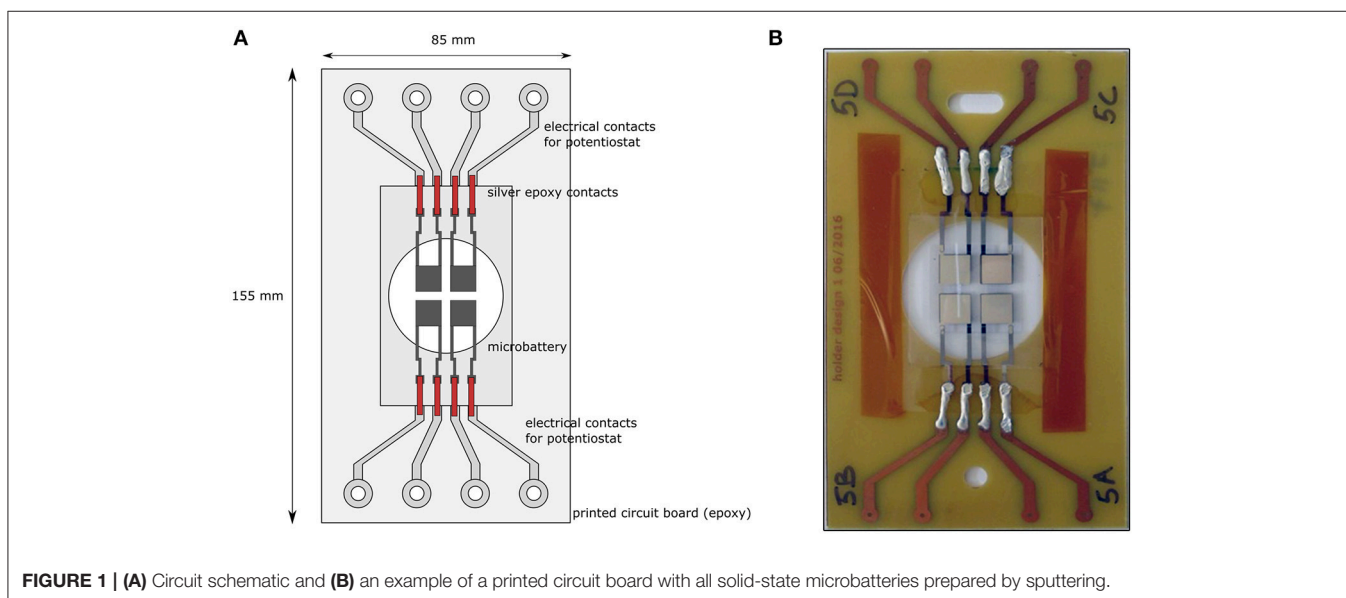 A
85 mm
155 mm
electrical contacts
for potentiostat
silver epoxy contacts
microbattery
electrical contacts
for potentiostat
printed circuit board (epoxy)
B
5D
5C
holder design 1 06/2016
5B
5A
FIGURE 1 | (A) Circuit schematic and (B) an example of a printed circuit board with all solid-state microbatteries prepared by sputtering.